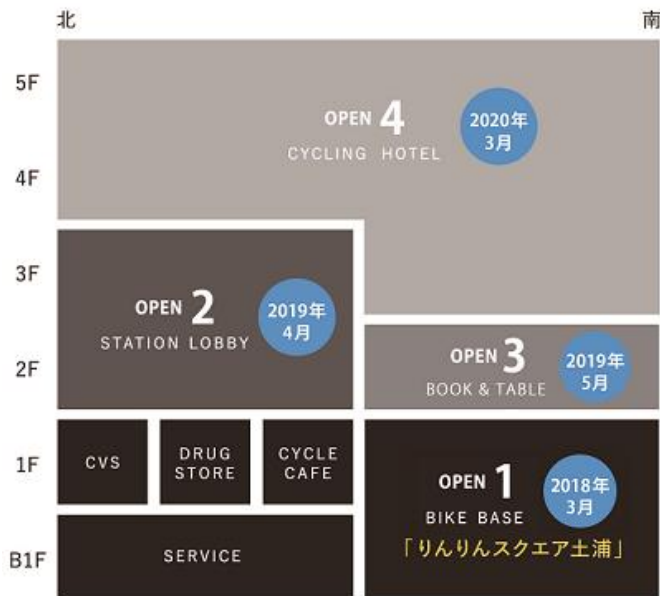 北 南
5F
OPEN 4
2020年
3月
CYCLING HOTEL
4F
3F
OPEN 2
2019年
4月
STATION LOBBY
2F
OPEN 3
2019年
5月
BOOK & TABLE
1F
CVS
DRUG
STORE
CYCLE
CAFE
OPEN 1
2018年
3月
BIKE BASE
「りんりんスクエア土浦」
B1F
SERVICE